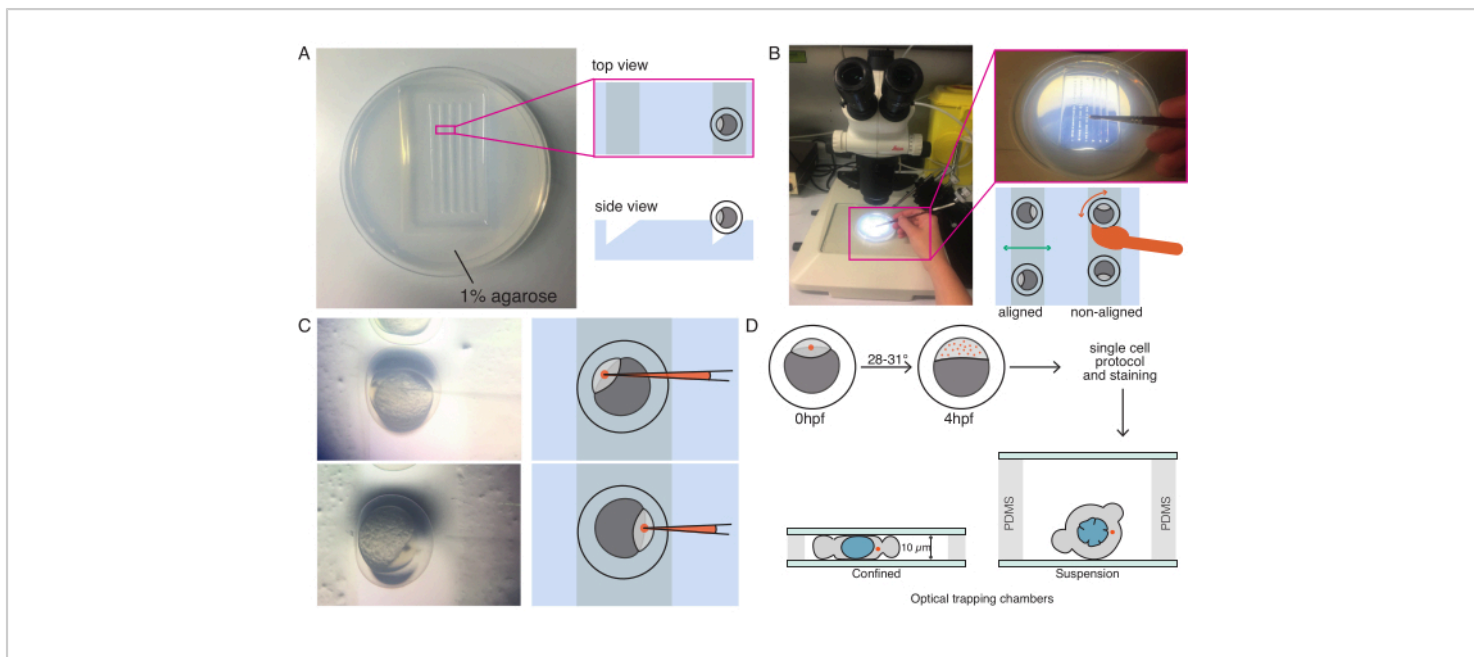 A
top view
side view
1% agarose
B
aligned
non-aligned
C
D
28-31°
0hpf
4hpf
single cell
protocol
and staining
PDMS
PDMS
10 µm
Confined
Suspension
Optical trapping chambers